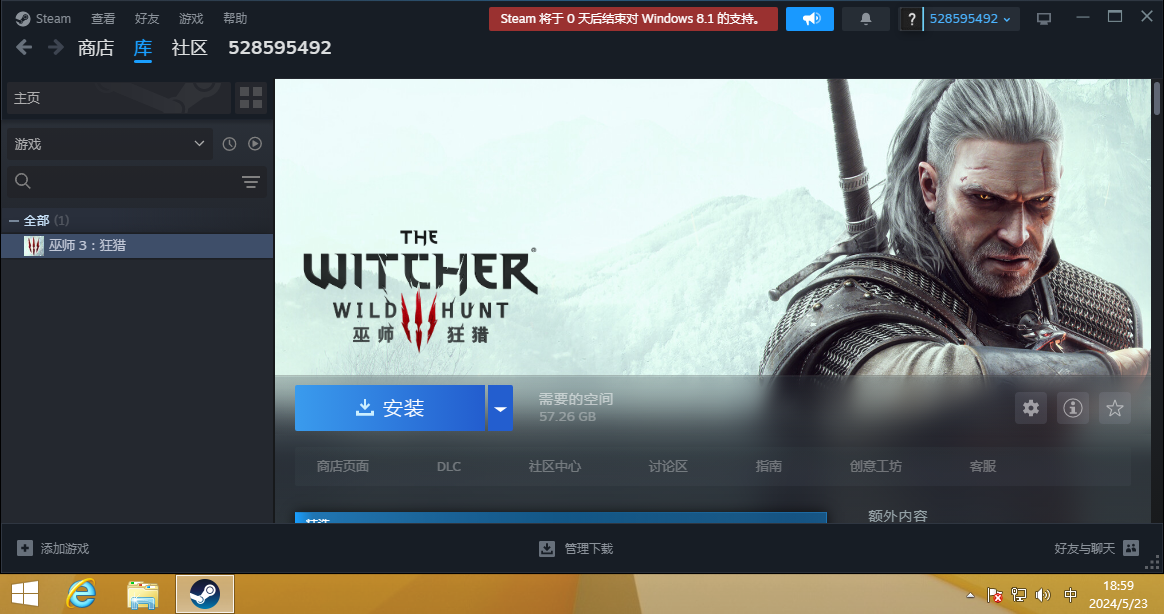 Steam 查看 好友 游戏 帮助
Steam 将于 0 天后结束对 Windows 8.1 的支持。
? 528595492
商店 库 社区 528595492
主页
游戏
全部 (1)
巫师 3：狂猎
THE
WITCHER
WILD HUNT
巫师 狂猎
安装
需要的空间
57.26 GB
商店页面 DLC 社区中心 讨论区 指南 创意工坊 客服
精选
额外内容
添加游戏 管理下载 好友与聊天
中
18:59
2024/5/23